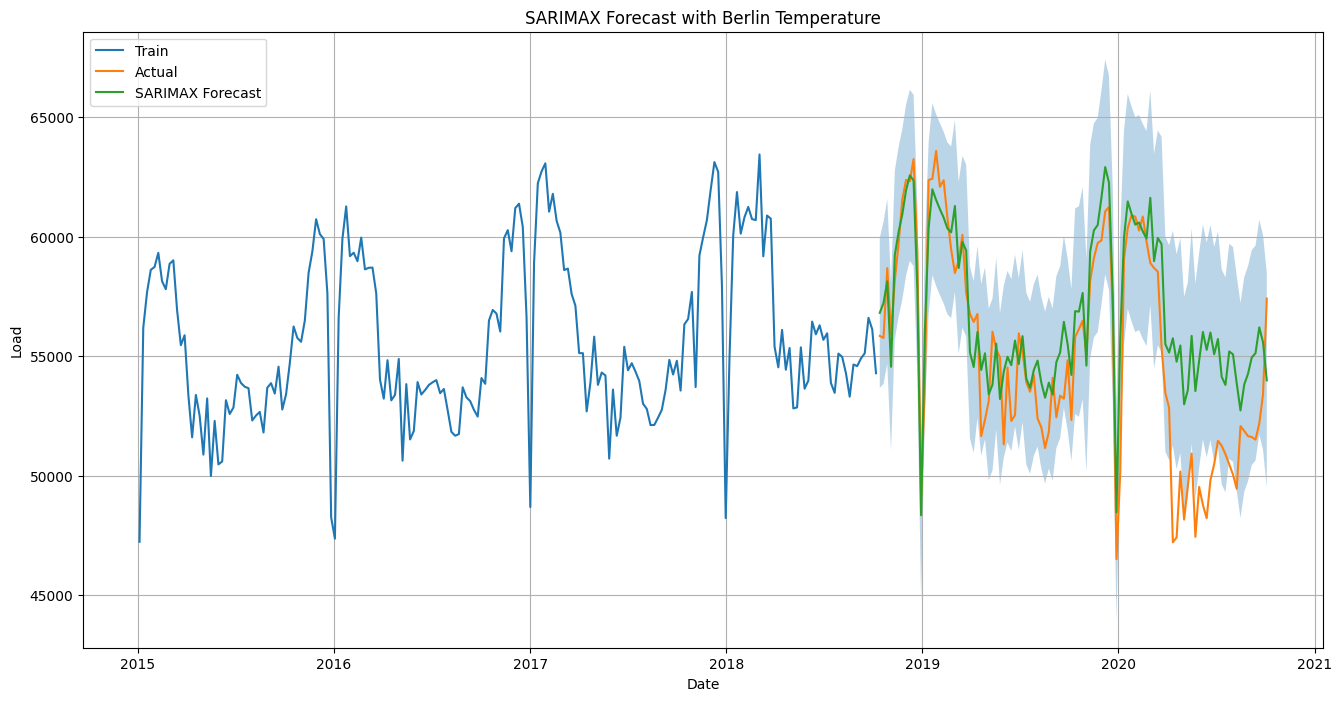 SARIMAX Forecast with Berlin Temperature
Train
Actual
SARIMAX Forecast
Load
65000
60000
55000
50000
45000
2015 2016 2017 2018 2019 2020 2021
Date